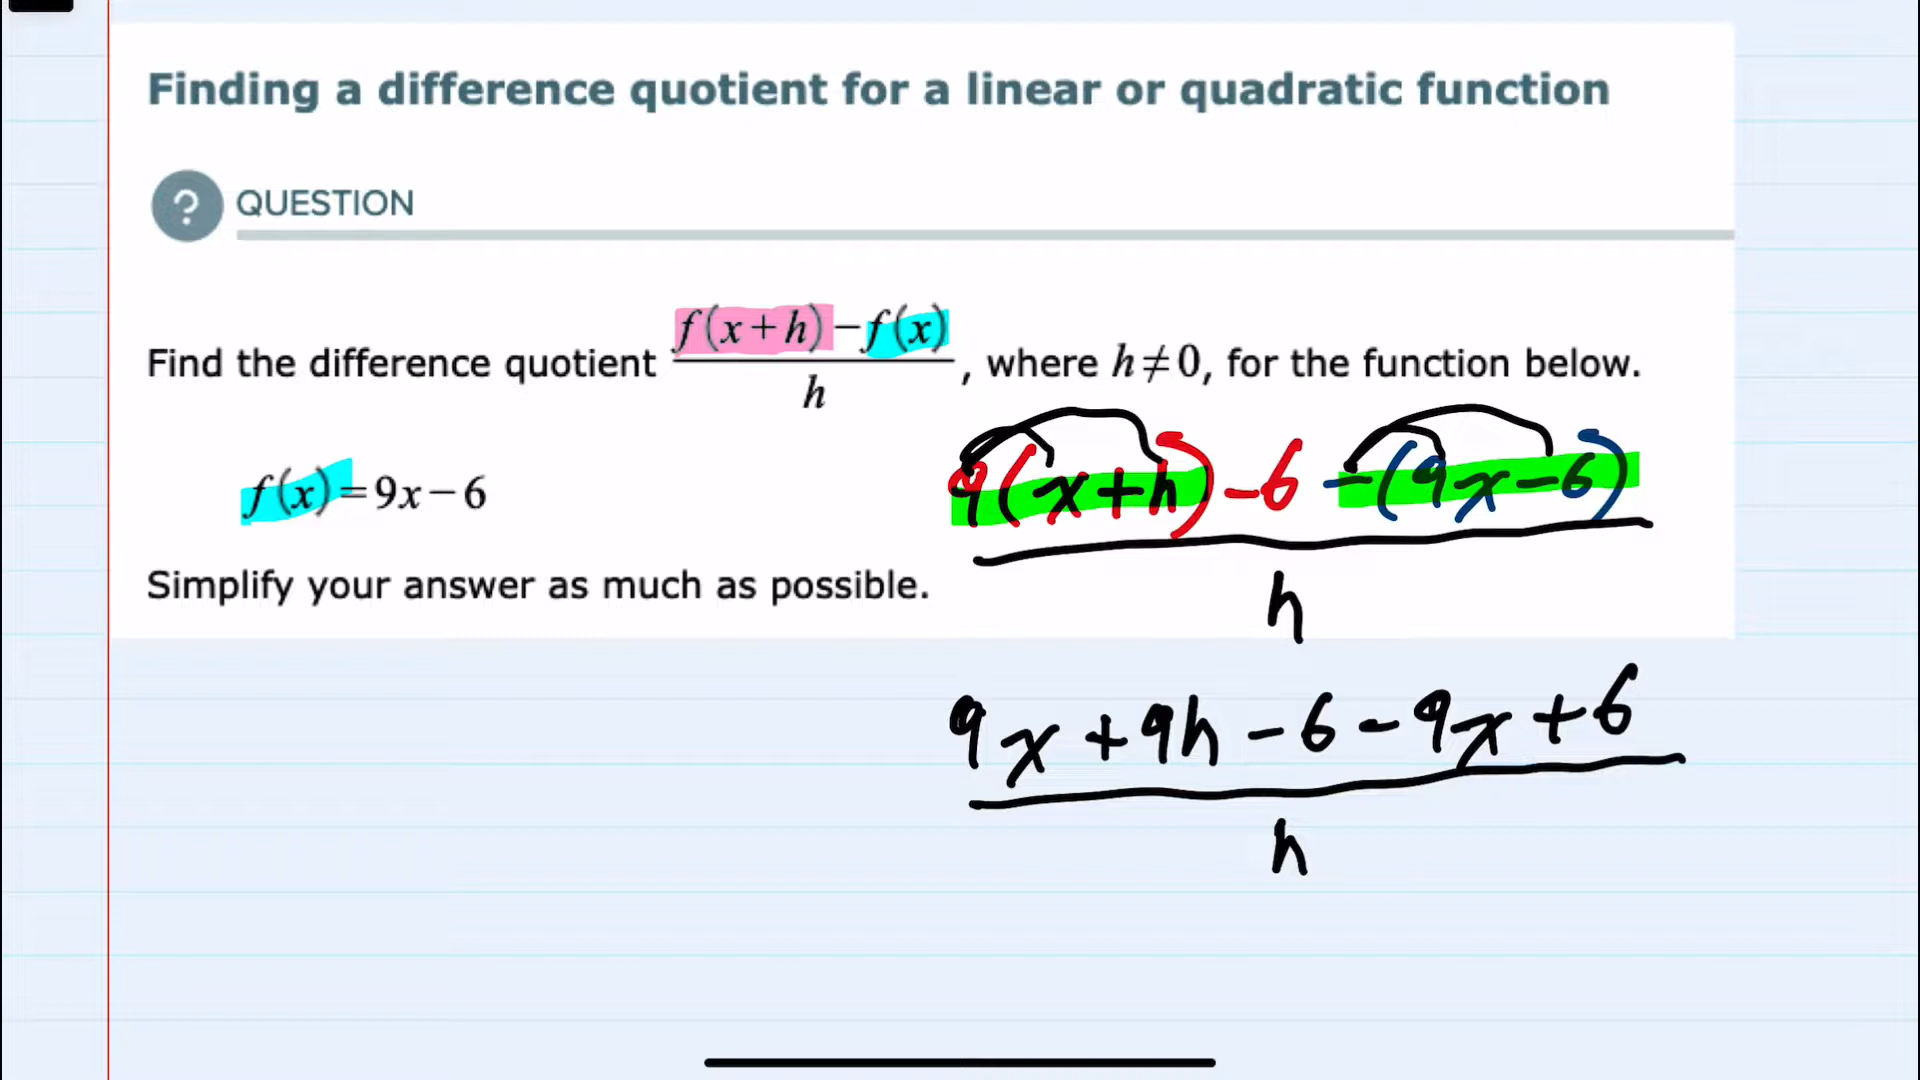 Finding a difference quotient for a linear or quadratic function
? QUESTION
Find the difference quotient \frac{f(x+h)-f(x)}{h}, where h≠0, for the function below.
f(x)=9x-6
Simplify your answer as much as possible.
9(x+h)-6-(9x-6)
h
9x+9h-6-9x+6
h